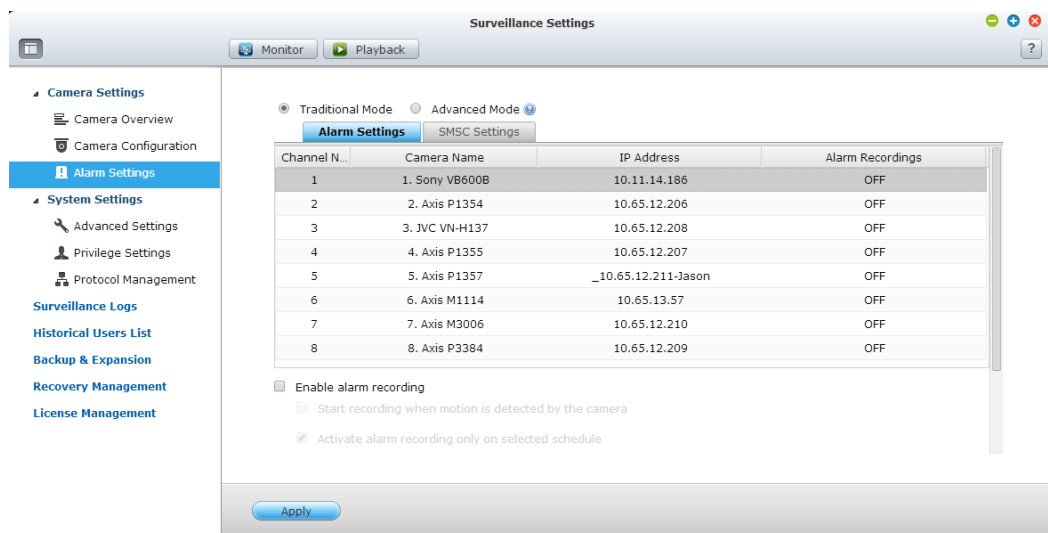 Surveillance Settings
Monitor Playback ?
Camera Settings
Camera Overview
Camera Configuration
Alarm Settings
System Settings
Advanced Settings
Privilege Settings
Protocol Management
Surveillance Logs
Historical Users List
Backup & Expansion
Recovery Management
License Management
Traditional Mode Advanced Mode ?
Alarm Settings SMSC Settings
Channel N... Camera Name IP Address Alarm Recordings
1 1. Sony VB600B 10.11.14.186 OFF
2 2. Axis P1354 10.65.12.206 OFF
3 3. JVC VN-H137 10.65.12.208 OFF
4 4. Axis P1355 10.65.12.207 OFF
5 5. Axis P1357 _10.65.12.211-Jason OFF
6 6. Axis M1114 10.65.13.57 OFF
7 7. Axis M3006 10.65.12.210 OFF
8 8. Axis P3384 10.65.12.209 OFF
Enable alarm recording
Start recording when motion is detected by the camera
Activate alarm recording only on selected schedule
Apply